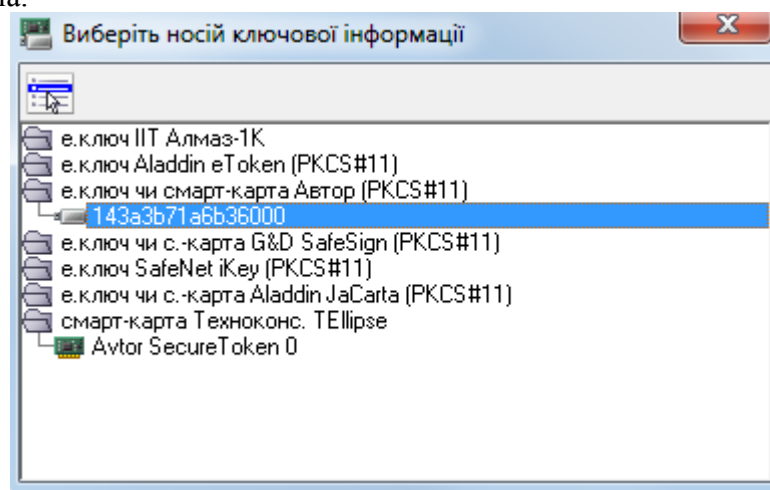 на.
Виберіть носій ключової інформації
е.ключ ІІТ Алмаз-1К
е.ключ Aladdin eToken (PKCS#11)
е.ключ чи смарт-карта Автор (PKCS#11)
143a3b71a6b36000
е.ключ чи с.-карта G&D SafeSign (PKCS#11)
е.ключ SafeNet iKey (PKCS#11)
е.ключ чи с.-карта Aladdin JaCarta (PKCS#11)
смарт-карта Техноконс. TEllipse
Avtor SecureToken 0